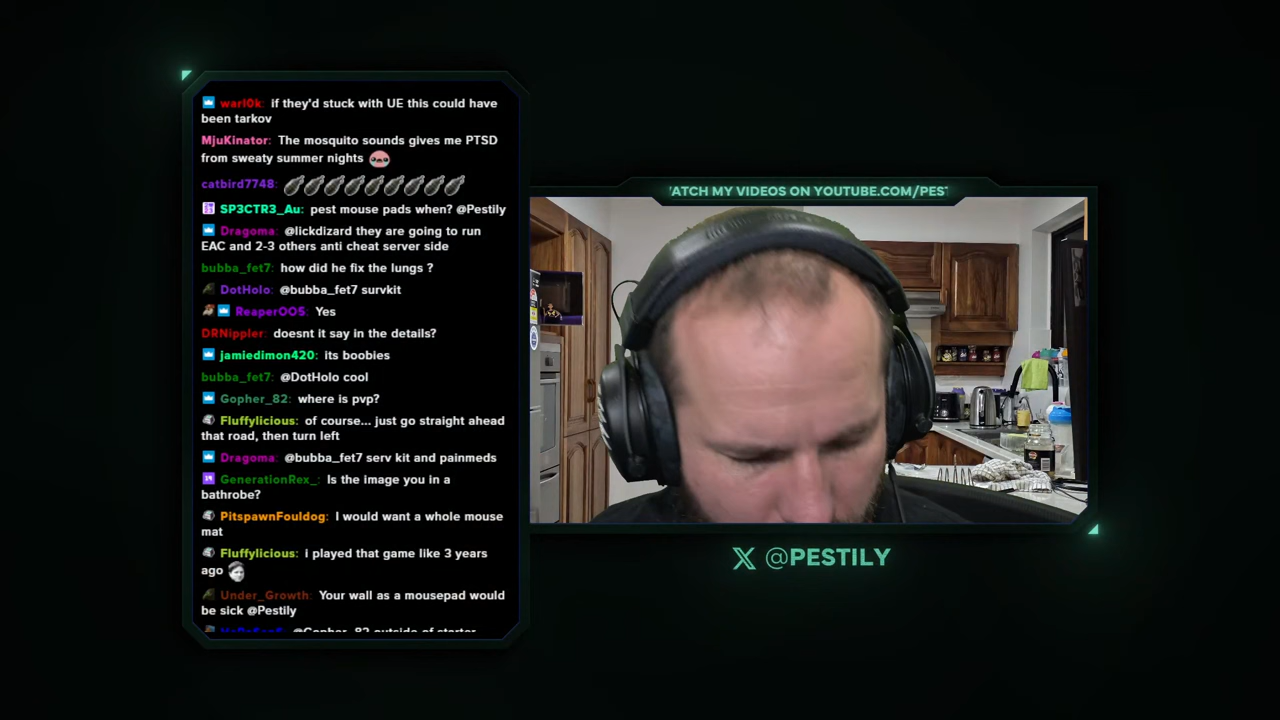 warl0k: if they'd stuck with UE this could have
been tarkov
MjuKinator: The mosquito sounds gives me PTSD
from sweaty summer nights
catbird7748:
SP3CTR3_Au: pest mouse pads when? @Pestily
Dragoma: @lickdizard they are going to run
EAC and 2-3 others anti cheat server side
bubba_fet7: how did he fix the lungs ?
DotHolo: @bubba_fet7 survkit
ReaperOO5: Yes
DRNippler: doesnt it say in the details?
jamiedimon420: its boobies
bubba_fet7: @DotHolo cool
Gopher_82: where is pvp?
Fluffylicious: of course... just go straight ahead
that road, then turn left
Dragoma: @bubba_fet7 serv kit and painmeds
GenerationRex_: Is the image you in a
bathrobe?
PitspawnFouldog: I would want a whole mouse
mat
Fluffylicious: i played that game like 3 years
ago
Under_Growth: Your wall as a mousepad would
be sick @Pestily
@Gopher_82 outside of starter
ATCH MY VIDEOS ON YOUTUBE.COM/PES
X @PESTILY